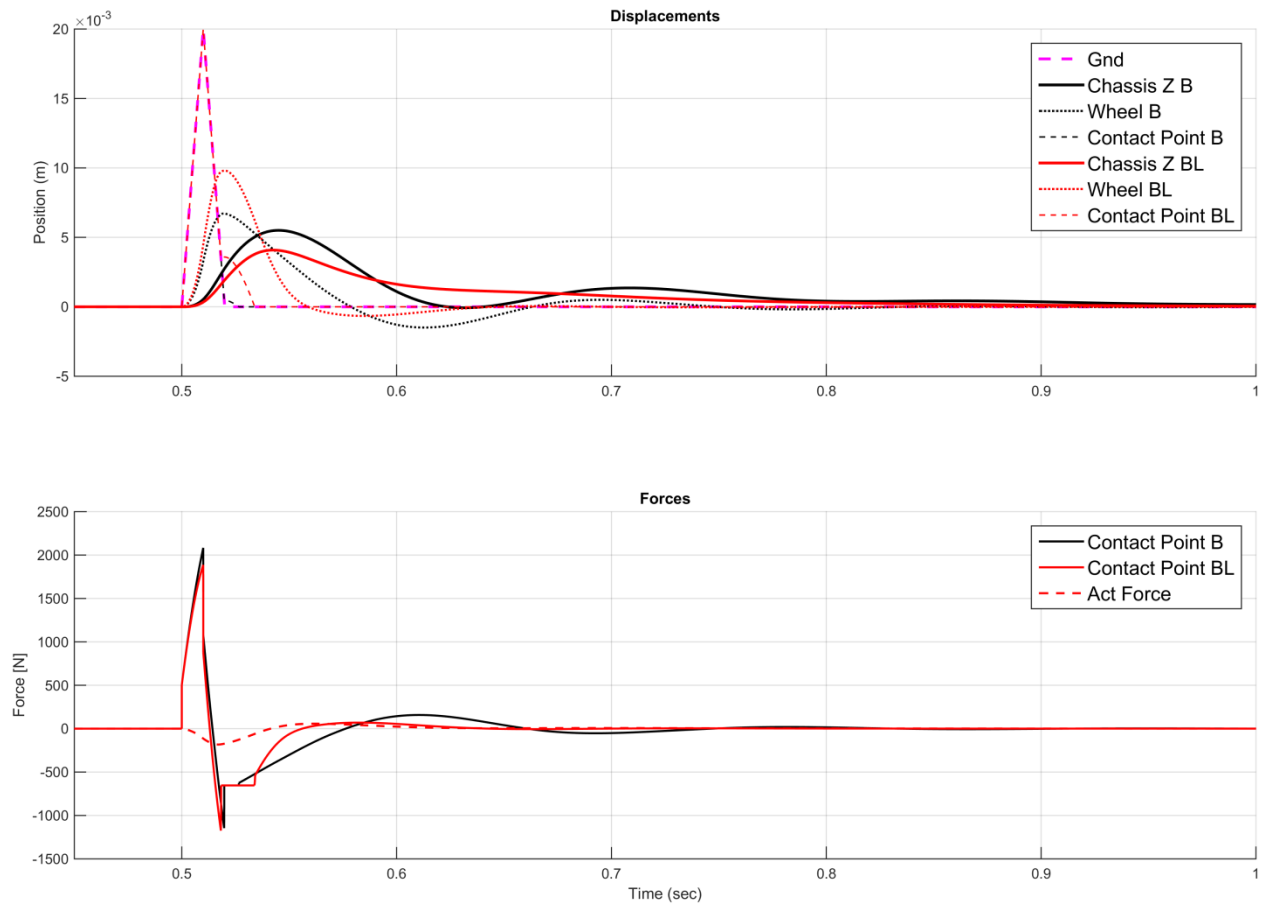 Displacements
×10⁻³
20
15
10
5
0
-5
Position (m)
0.5
0.6
0.7
0.8
0.9
1
Gnd
Chassis Z B
Wheel B
Contact Point B
Chassis Z BL
Wheel BL
Contact Point BL
Forces
2500
2000
1500
1000
500
0
-500
-1000
-1500
Force [N]
0.5
0.6
0.7
0.8
0.9
1
Time (sec)
Contact Point B
Contact Point BL
Act Force